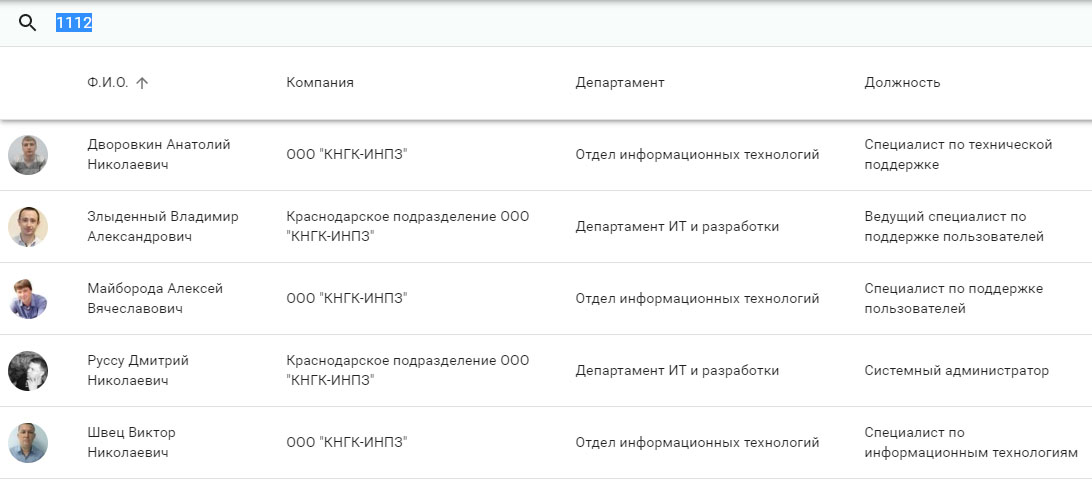 1112
Ф.И.О. Компания Департамент Должность
Дворовкин Анатолий
Николаевич
ООО "КНГК-ИНПЗ"
Отдел информационных технологий
Специалист по технической
поддержке
Злыденный Владимир
Александрович
Краснодарское подразделение ООО
"КНГК-ИНПЗ"
Департамент ИТ и разработки
Ведущий специалист по
поддержке пользователей
Майборода Алексей
Вячеславович
ООО "КНГК-ИНПЗ"
Отдел информационных технологий
Специалист по поддержке
пользователей
Руссу Дмитрий
Николаевич
Краснодарское подразделение ООО
"КНГК-ИНПЗ"
Департамент ИТ и разработки
Системный администратор
Швец Виктор
Николаевич
ООО "КНГК-ИНПЗ"
Отдел информационных технологий
Специалист по
информационным технологиям